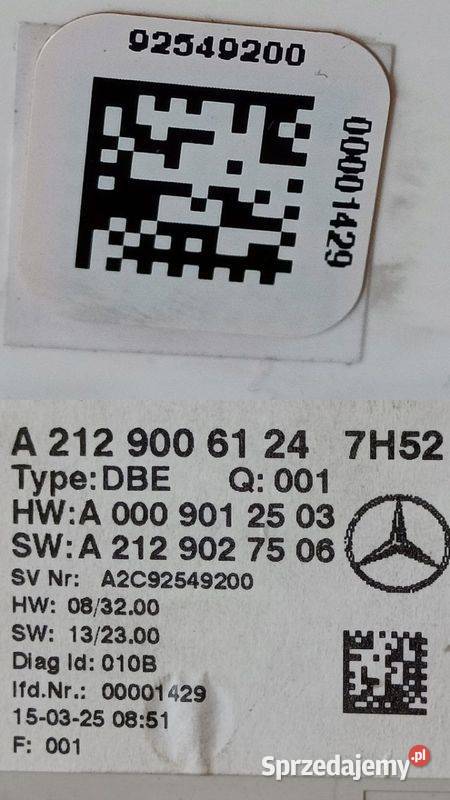 92549200
00001429
A 212 900 61 24 7H52
Type:DBE Q: 001
HW:A 000 901 25 03
SW:A 212 902 75 06
SV Nr: A2C92549200
HW: 08/32.00
SW: 13/23.00
Diag Id: 010B
lfd.Nr.: 00001429
15-03-25 08:51
F: 001
Sprzedajemy.pl